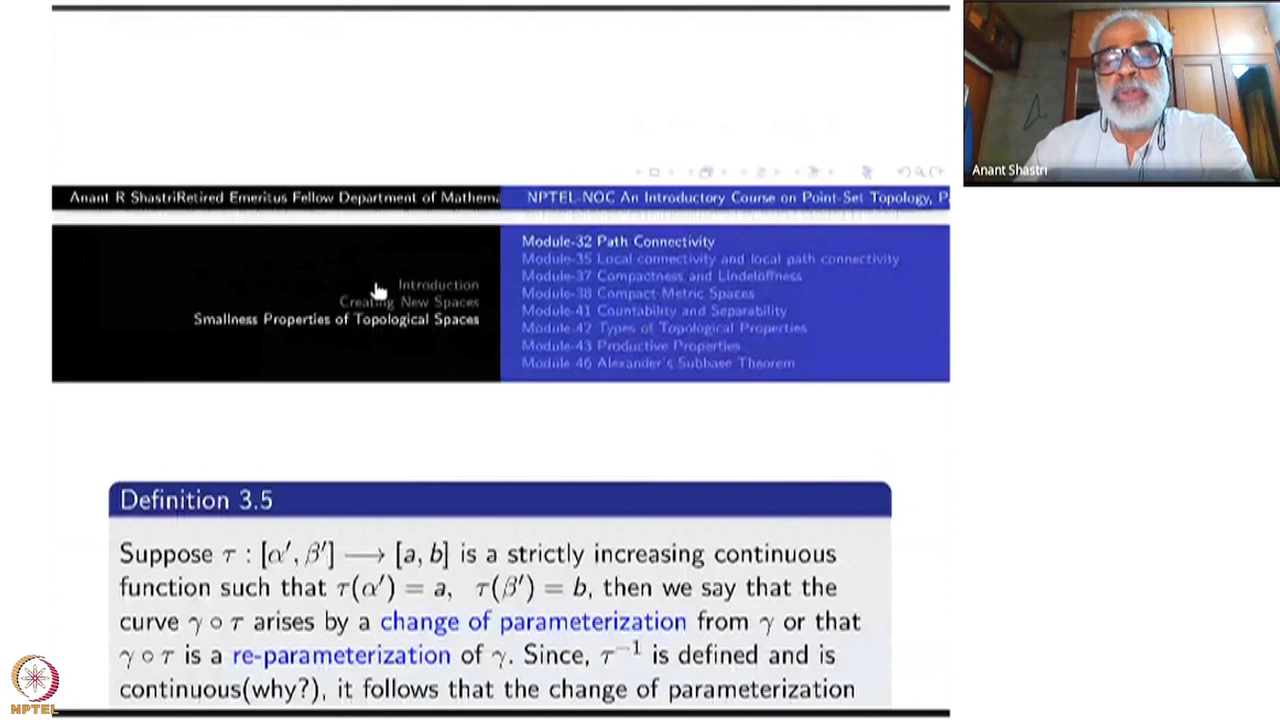 Anant Shastri
Anant R ShastriRetired Emeritus Fellow Department of Mathema
NPTEL-NOC An Introductory Course on Point-Set Topology, P
Introduction
Creating New Spaces
Smallness Properties of Topological Spaces
Module-32 Path Connectivity
Module-35 Local connectivity and local path connectivity
Module-37 Compactness and Lindeloffness
Module-38 Compact Metric Spaces
Module-41 Countability and Separability
Module-42 Types of Topological Properties
Module-43 Productive Properties
Module-46 Alexander's Subbase Theorem
Definition 3.5
Suppose τ : [α′, β′] ⟶ [a, b] is a strictly increasing continuous
function such that τ(α′) = a, τ(β′) = b, then we say that the
curve γ ∘ τ arises by a change of parameterization from γ or that
γ ∘ τ is a re-parameterization of γ. Since, τ⁻¹ is defined and is
continuous(why?), it follows that the change of parameterization
NPTEL